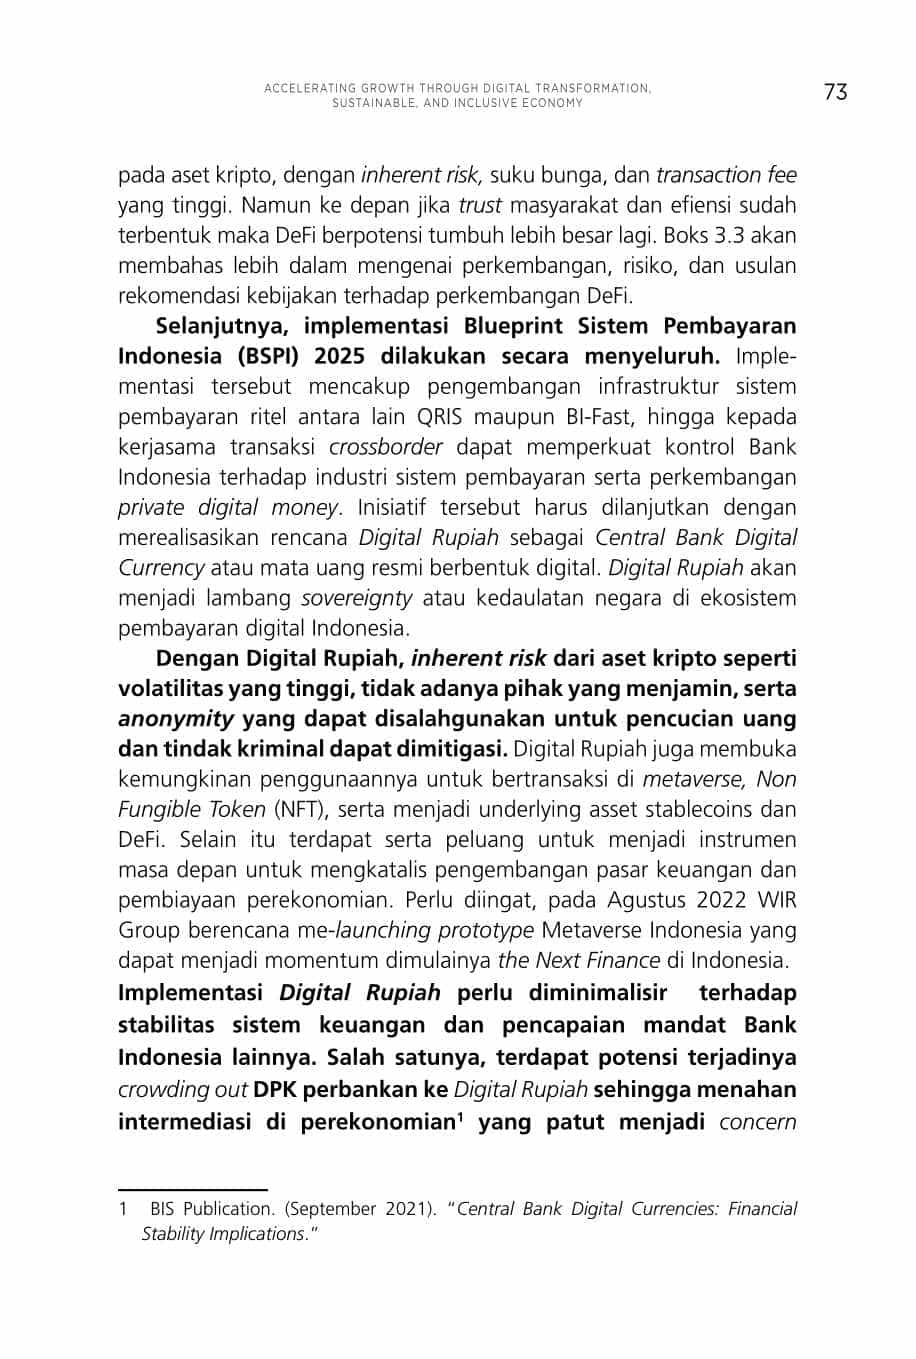 ACCELERATING GROWTH THROUGH DIGITAL TRANSFORMATION,
SUSTAINABLE, AND INCLUSIVE ECONOMY
73
pada aset kripto, dengan inherent risk, suku bunga, dan transaction fee
yang tinggi. Namun ke depan jika trust masyarakat dan efiensi sudah
terbentuk maka DeFi berpotensi tumbuh lebih besar lagi. Boks 3.3 akan
membahas lebih dalam mengenai perkembangan, risiko, dan usulan
rekomendasi kebijakan terhadap perkembangan DeFi.
Selanjutnya, implementasi Blueprint Sistem Pembayaran
Indonesia (BSPI) 2025 dilakukan secara menyeluruh. Imple-
mentasi tersebut mencakup pengembangan infrastruktur sistem
pembayaran ritel antara lain QRIS maupun BI-Fast, hingga kepada
kerjasama transaksi crossborder dapat memperkuat kontrol Bank
Indonesia terhadap industri sistem pembayaran serta perkembangan
private digital money. Inisiatif tersebut harus dilanjutkan dengan
merealisasikan rencana Digital Rupiah sebagai Central Bank Digital
Currency atau mata uang resmi berbentuk digital. Digital Rupiah akan
menjadi lambang sovereignty atau kedaulatan negara di ekosistem
pembayaran digital Indonesia.
Dengan Digital Rupiah, inherent risk dari aset kripto seperti
volatilitas yang tinggi, tidak adanya pihak yang menjamin, serta
anonymity yang dapat disalahgunakan untuk pencucian uang
dan tindak kriminal dapat dimitigasi. Digital Rupiah juga membuka
kemungkinan penggunaannya untuk bertransaksi di metaverse, Non
Fungible Token (NFT), serta menjadi underlying asset stablecoins dan
DeFi. Selain itu terdapat serta peluang untuk menjadi instrumen
masa depan untuk mengkatalis pengembangan pasar keuangan dan
pembiayaan perekonomian. Perlu diingat, pada Agustus 2022 WIR
Group berencana me-launching prototype Metaverse Indonesia yang
dapat menjadi momentum dimulainya the Next Finance di Indonesia.
Implementasi Digital Rupiah perlu diminimalisir terhadap
stabilitas sistem keuangan dan pencapaian mandat Bank
Indonesia lainnya. Salah satunya, terdapat potensi terjadinya
crowding out DPK perbankan ke Digital Rupiah sehingga menahan
intermediasi di perekonomian¹ yang patut menjadi concern
1 BIS Publication. (September 2021). "Central Bank Digital Currencies: Financial
Stability Implications."